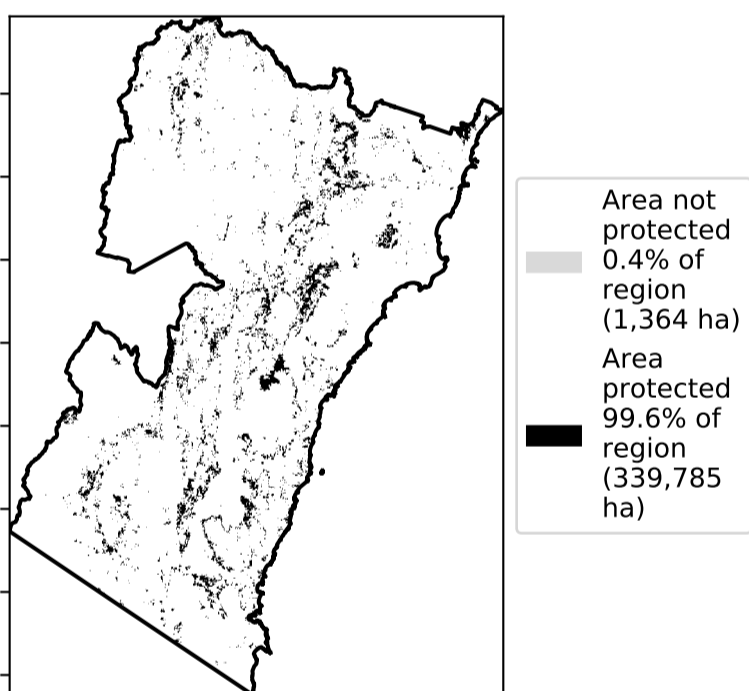 Area not
protected
0.4% of
region
(1,364 ha)
Area
protected
99.6% of
region
(339,785
ha)